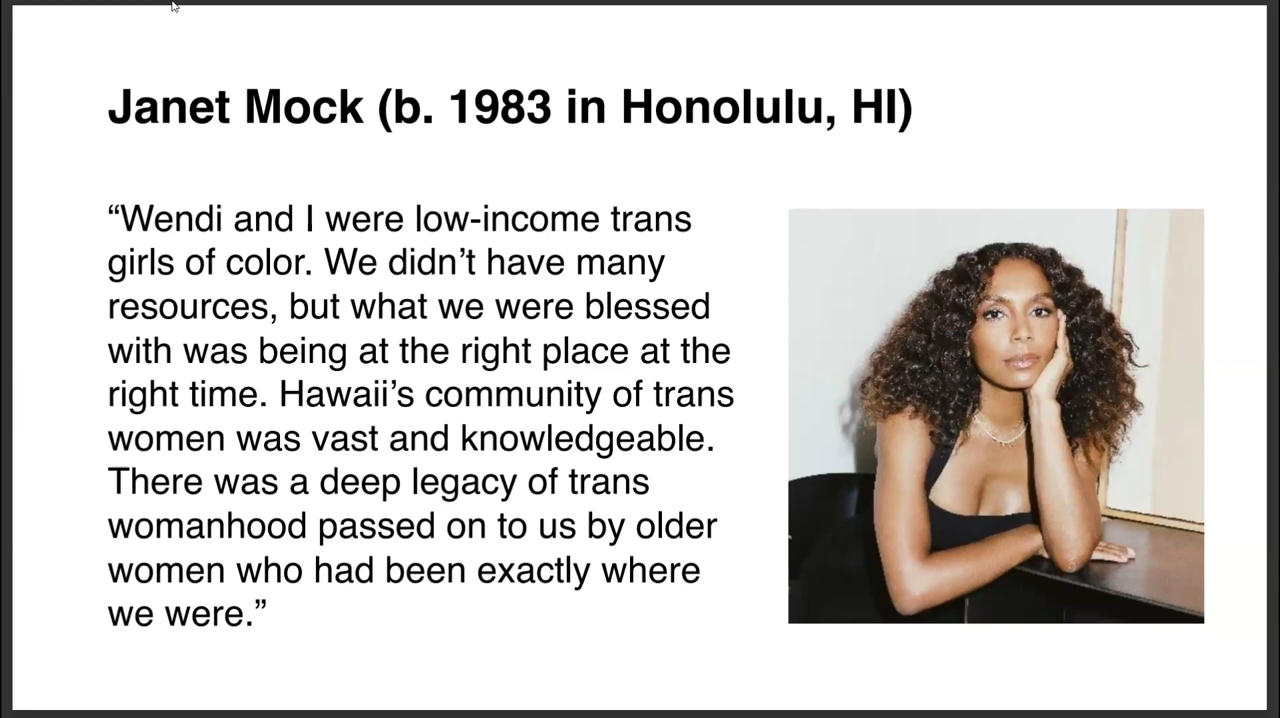 Janet Mock (b. 1983 in Honolulu, HI)
“Wendi and I were low-income trans
girls of color. We didn’t have many
resources, but what we were blessed
with was being at the right place at the
right time. Hawaii’s community of trans
women was vast and knowledgeable.
There was a deep legacy of trans
womanhood passed on to us by older
women who had been exactly where
we were.”